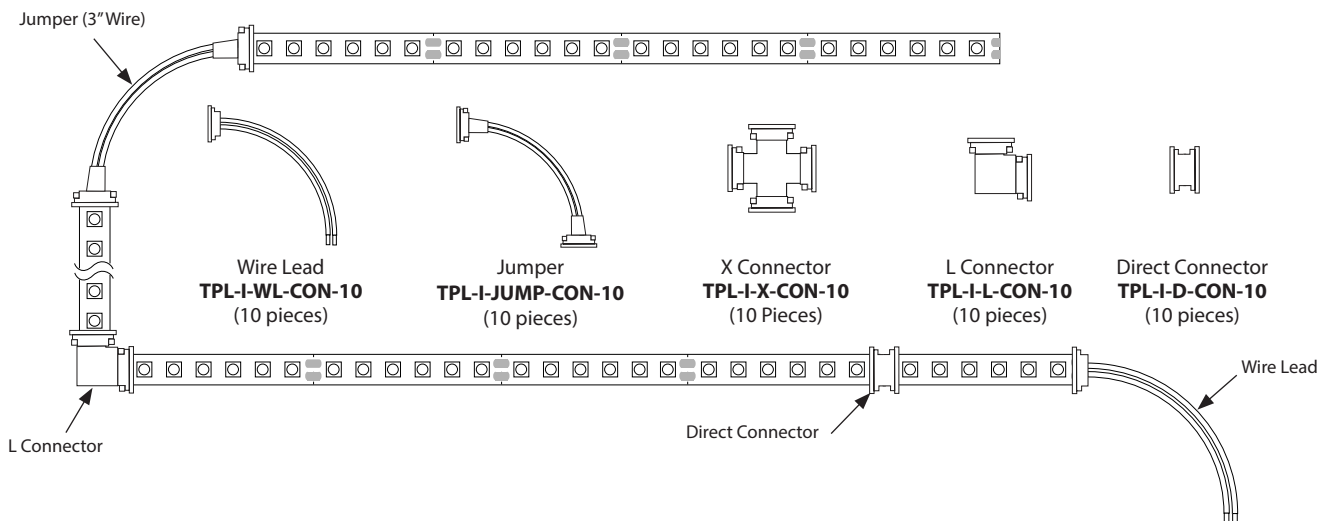 Jumper (3” Wire)
Wire Lead
TPL-I-WL-CON-10
(10 pieces)
Jumper
TPL-I-JUMP-CON-10
(10 pieces)
X Connector
TPL-I-X-CON-10
(10 Pieces)
L Connector
TPL-I-L-CON-10
(10 pieces)
Direct Connector
TPL-I-D-CON-10
(10 pieces)
Wire Lead
Direct Connector
L Connector